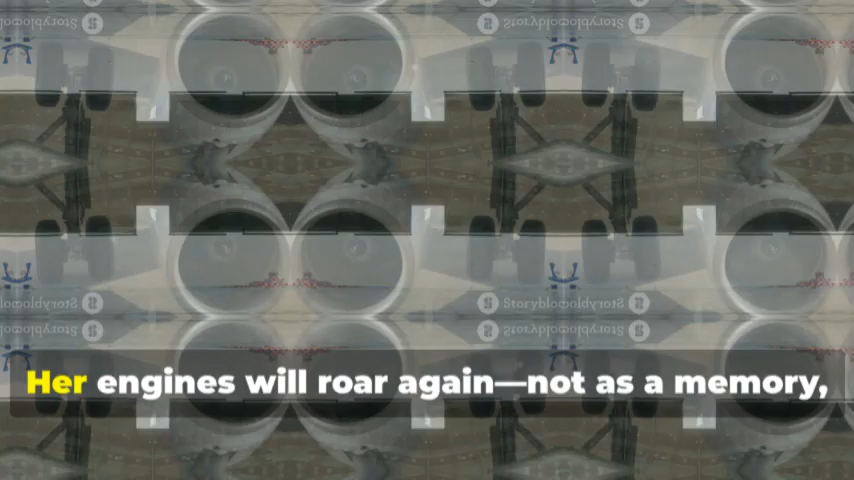 Her engines will roar again—not as a memory,